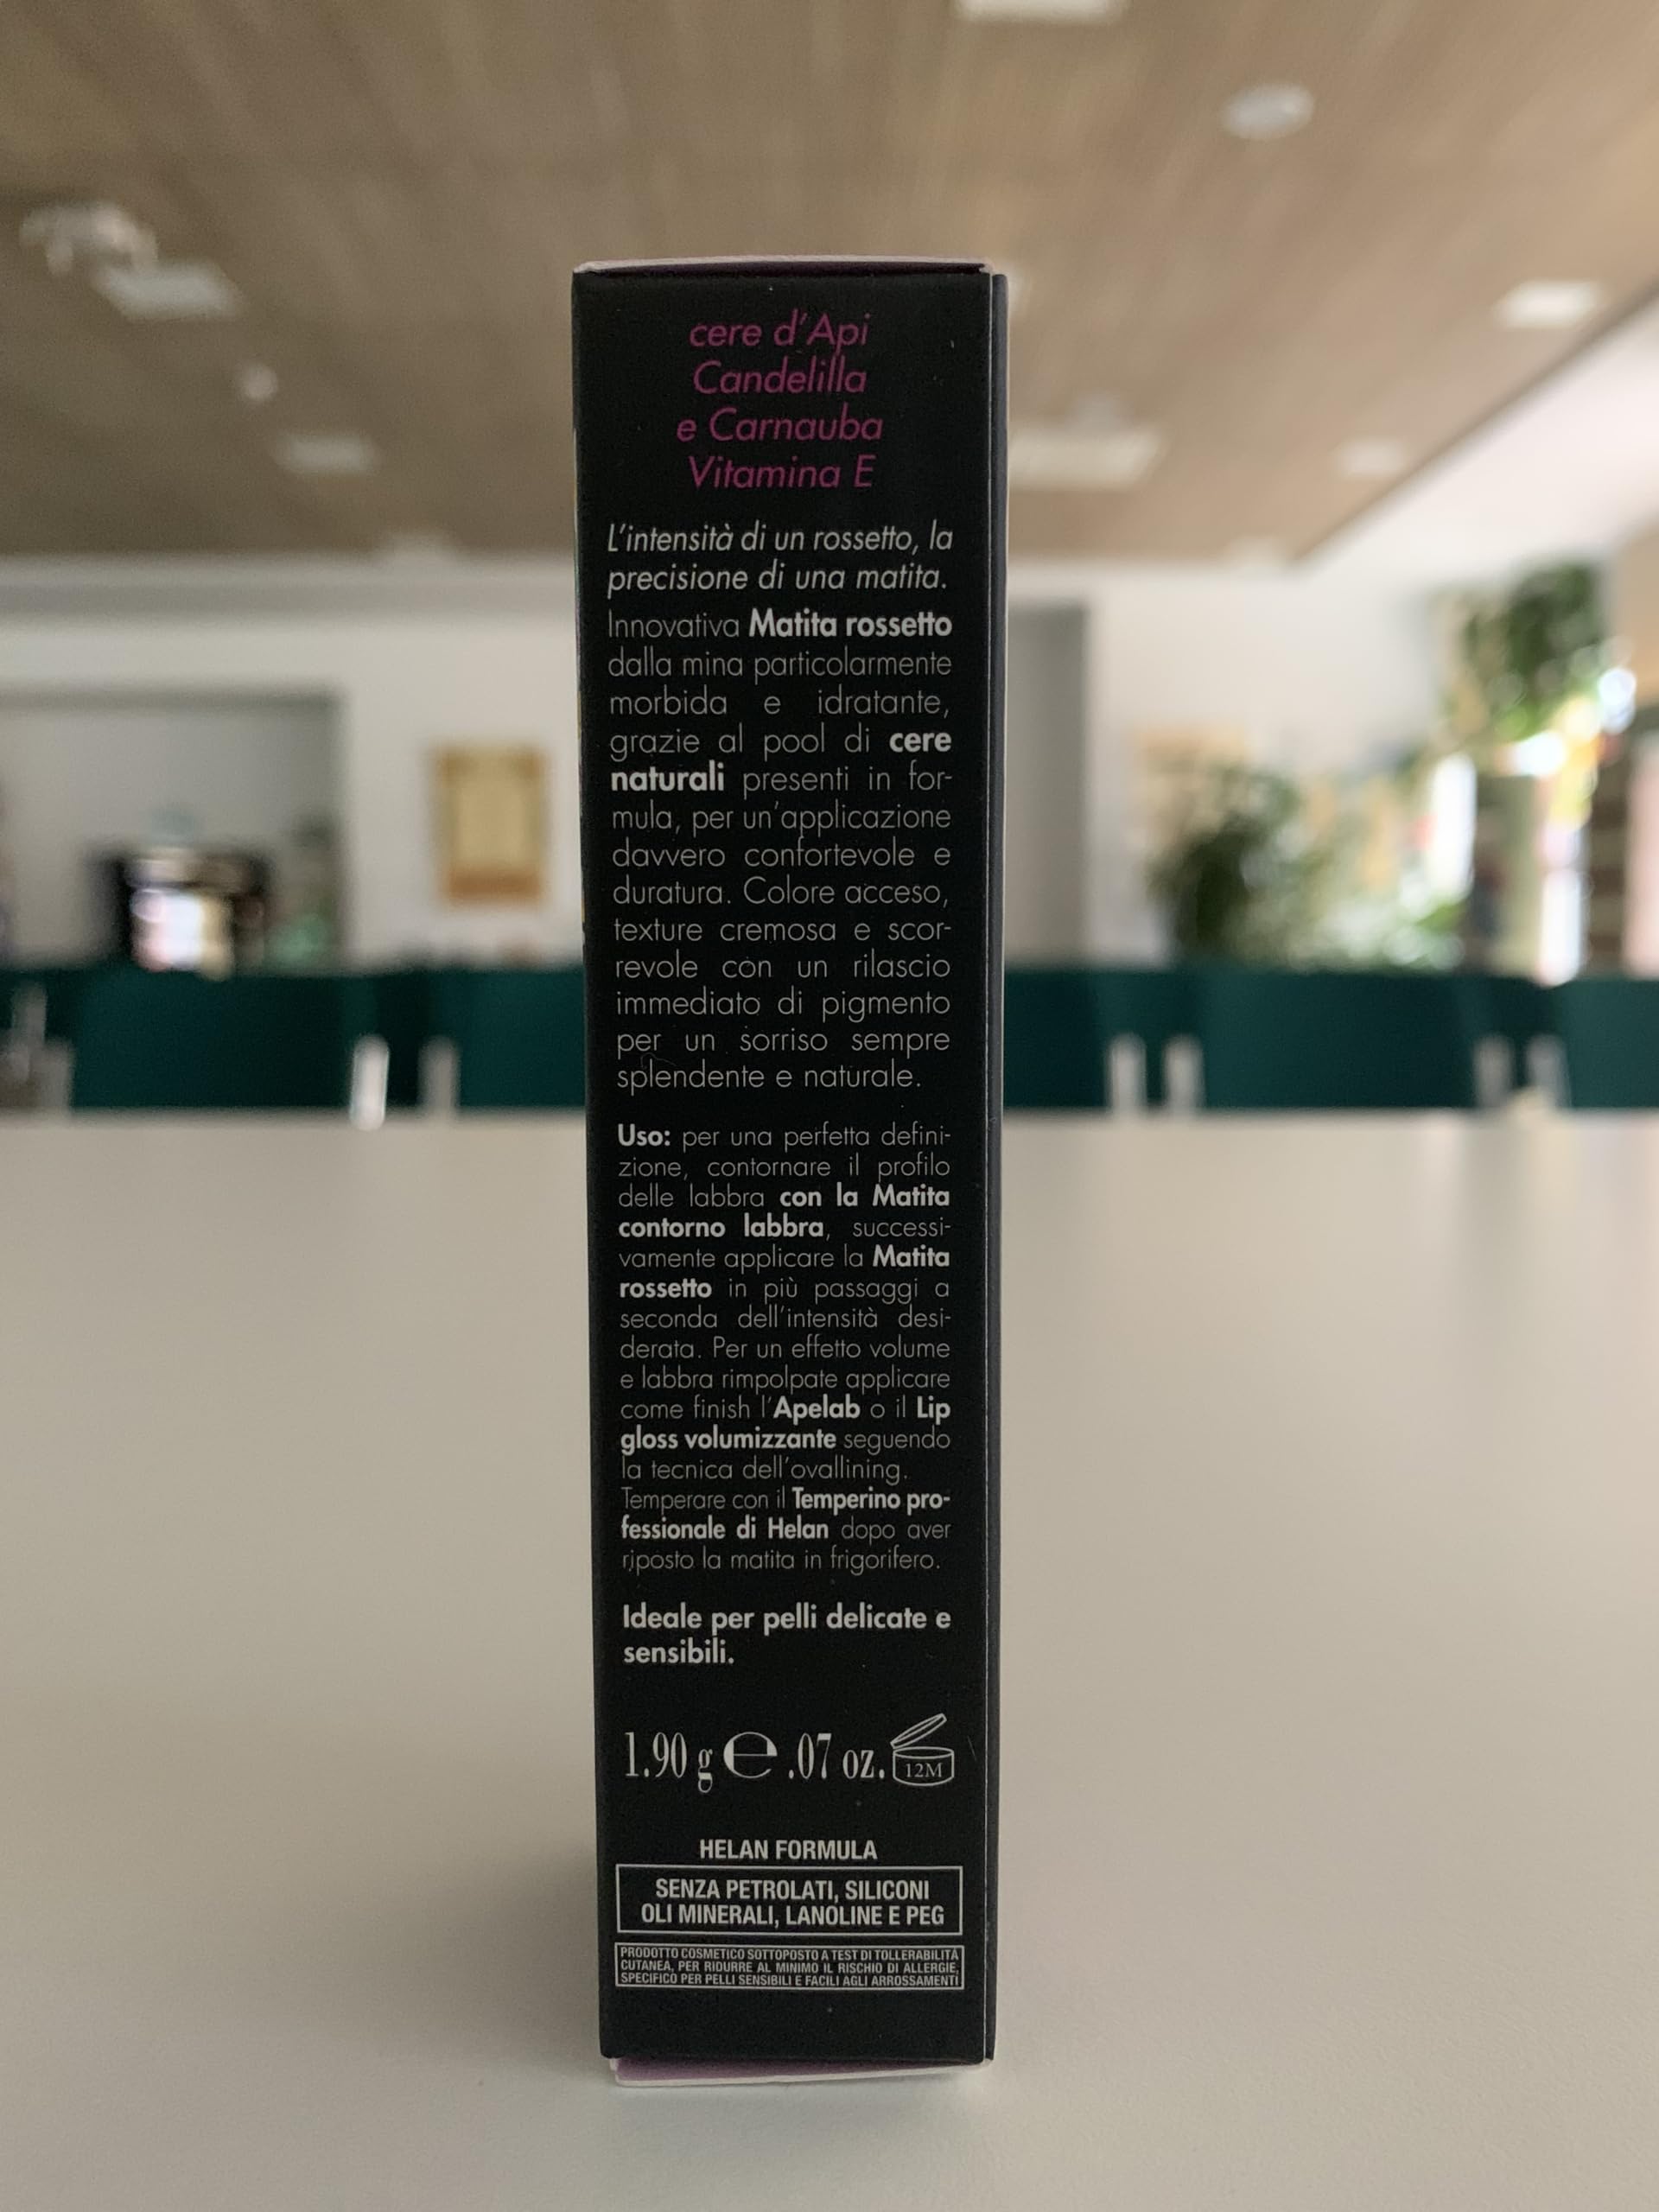 cere d'Api
Candelilla
e Carnauba
Vitamina E
L'intensità di un rossetto, la
precisione di una matita.
Innovativa Matita rossetto
dalla mina particolarmente
morbida e idratante,
grazie al pool di cere
naturali presenti in for-
mula, per un'applicazione
davvero confortevole e
duratura. Colore acceso,
texture cremosa e scor-
revole con un rilascio
immediato di pigmento
per un sorriso sempre
splendente e naturale.
Uso: per una perfetta defini-
zione, contornare il profilo
delle labbra con la Matita
contorno labbra, successi-
vamente applicare la Matita
rossetto in più passaggi a
seconda dell'intensità desi-
derata. Per un effetto volume
e labbra rimpolpate applicare
come finish l'Apelab o il Lip
gloss volumizzante seguendo
la tecnica dell'ovallining.
Temperare con il Temperino pro-
fessionale di Helan dopo aver
riposto la matita in frigorifero.
Ideale per pelli delicate e
sensibili.
1.90 g e .07 oz. 12M
HELAN FORMULA
SENZA PETROLATI, SILICONI
OLI MINERALI, LANOLINE E PEG
PRODOTTO COSMETICO SOTTOPOSTO A TEST DI TOLLERABILITÀ
CUTANEA, PER RIDURRE AL MINIMO IL RISCHIO DI ALLERGIE,
SPECIFICO PER PELLI SENSIBILI E FACILI AGLI ARROSSAMENTI